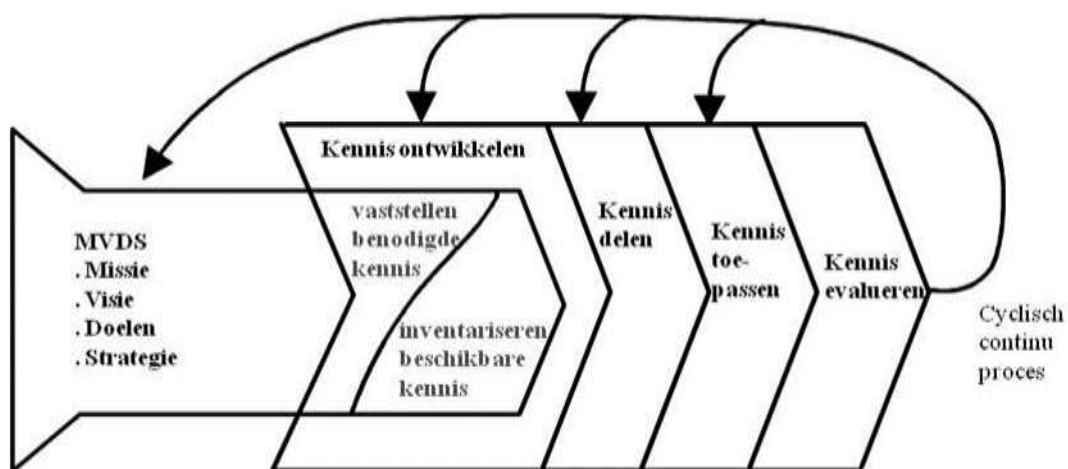 MVDS
. Missie
. Visie
. Doelen
. Strategie
Kennis ontwikkelen
vaststellen
benodigde
kennis
inventariseren
beschikbare
kennis
Kennis
delen
Kennis
toe-
passen
Kennis
evalueren
Cyclisch
continu
proces